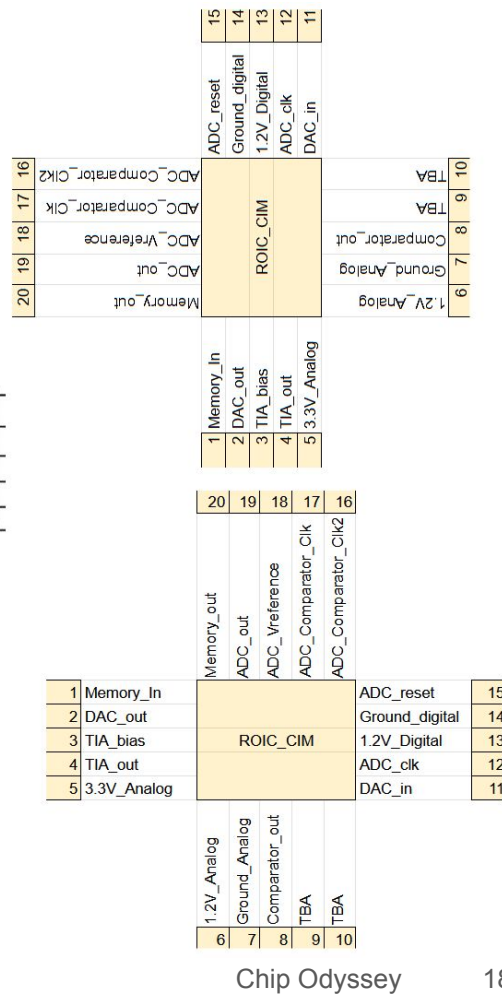 15 14 13 12 11
ADC_reset
Ground_digital
1.2V_Digital
ADC_clk
DAC_in
16 ADC_Comparator_Clk2
17 ADC_Comparator_Clk
18 ADC_Vreference
19 ADC_out
20 Memory_out
ROIC_CIM
TBA 10
TBA 9
Comparator_out 8
Ground_Analog 7
1.2V_Analog 6
1 Memory_In
2 DAC_out
3 TIA_bias
4 TIA_out
5 3.3V_Analog
20 19 18 17 16
Memory_out
ADC_out
ADC_Vreference
ADC_Comparator_Clk
ADC_Comparator_Clk2
1 Memory_In
2 DAC_out
3 TIA_bias
4 TIA_out
5 3.3V_Analog
ROIC_CIM
ADC_reset 15
Ground_digital 14
1.2V_Digital 13
ADC_clk 12
DAC_in 11
1.2V_Analog
Ground_Analog
Comparator_out
TBA
TBA
6 7 8 9 10
Chip Odyssey 18